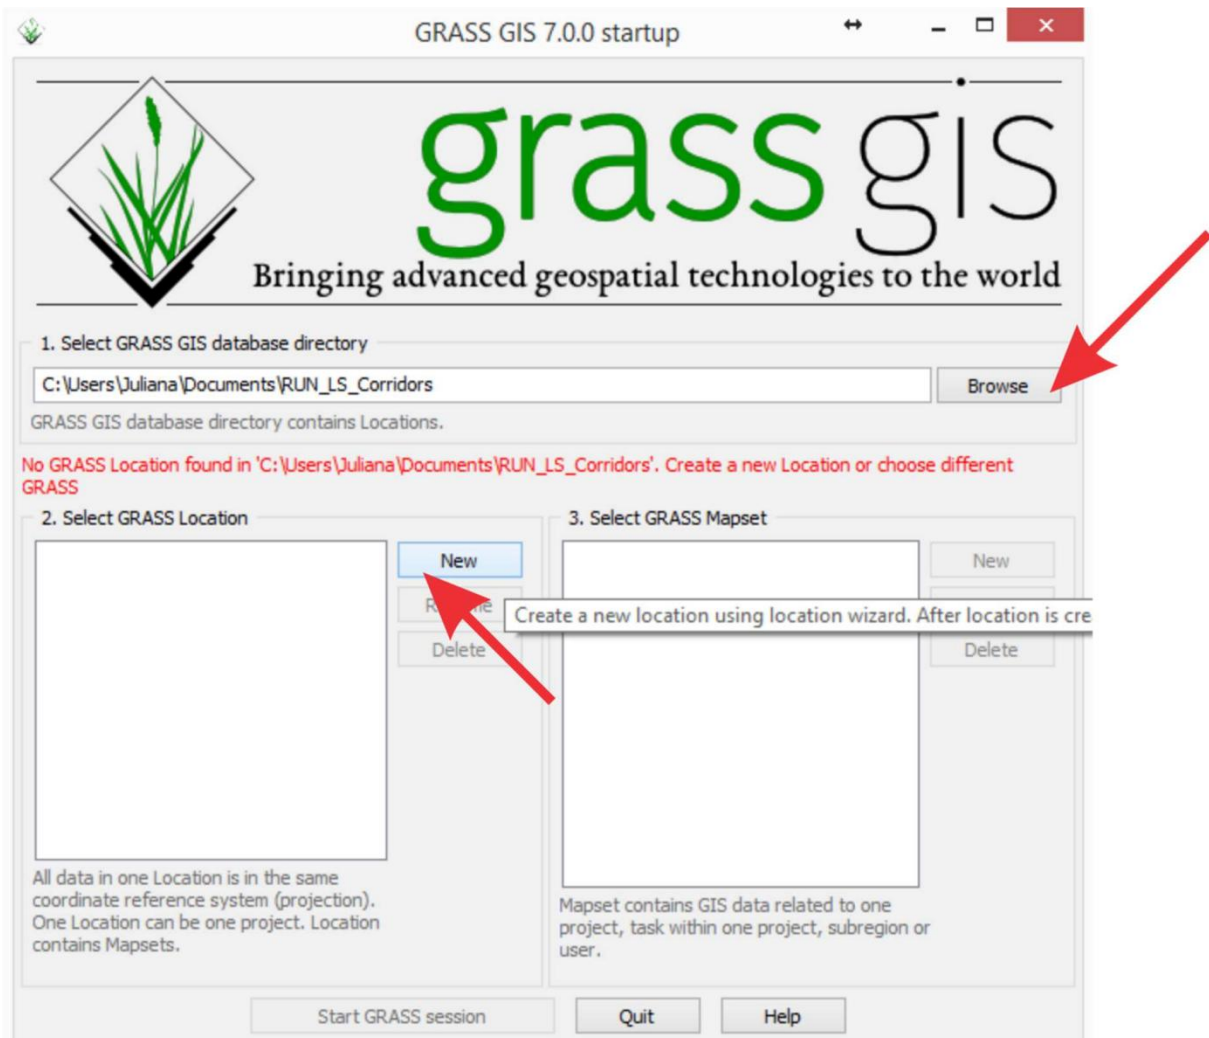 GRASS GIS 7.0.0 startup
grass gis
Bringing advanced geospatial technologies to the world
1. Select GRASS GIS database directory
C:\Users\Juliana\Documents\RUN_LS_Corridors
Browse
GRASS GIS database directory contains Locations.
No GRASS Location found in 'C:\Users\Juliana\Documents\RUN_LS_Corridors'. Create a new Location or choose different
GRASS
2. Select GRASS Location
New
Delete
All data in one Location is in the same
coordinate reference system (projection).
One Location can be one project. Location
contains Mapsets.
3. Select GRASS Mapset
New
Create a new location using location wizard. After location is cre
Delete
Mapset contains GIS data related to one
project, task within one project, subregion or
user.
Start GRASS session
Quit
Help